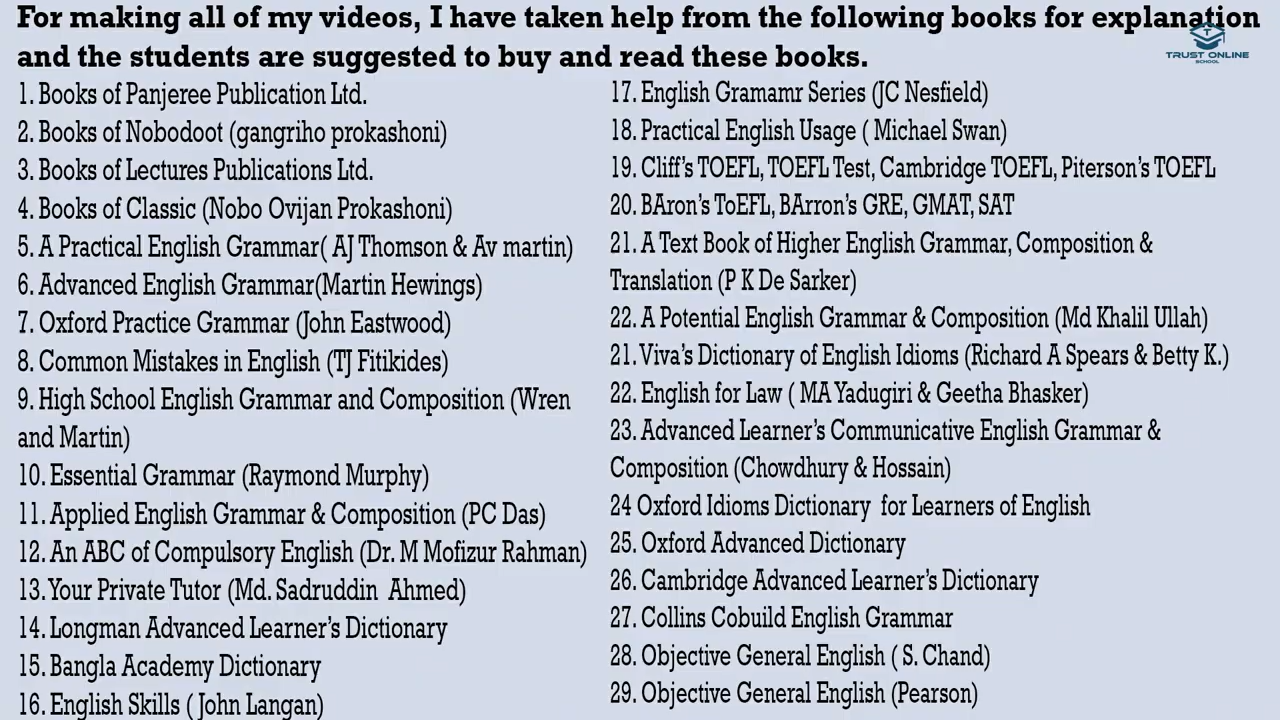 For making all of my videos, I have taken help from the following books for explanation
and the students are suggested to buy and read these books.
TRUST ONLINE
SCHOOL
1. Books of Panjeree Publication Ltd.
2. Books of Nobodoot (gangriho prokashoni)
3. Books of Lectures Publications Ltd.
4. Books of Classic (Nobo Ovijan Prokashoni)
5. A Practical English Grammar( AJ Thomson & Av martin)
6. Advanced English Grammar(Martin Hewings)
7. Oxford Practice Grammar (John Eastwood)
8. Common Mistakes in English (TJ Fitikides)
9. High School English Grammar and Composition (Wren
and Martin)
10. Essential Grammar (Raymond Murphy)
11. Applied English Grammar & Composition (PC Das)
12. An ABC of Compulsory English (Dr. M Mofizur Rahman)
13. Your Private Tutor (Md. Sadruddin  Ahmed)
14. Longman Advanced Learner's Dictionary
15. Bangla Academy Dictionary
16. English Skills ( John Langan)
17. English Gramamr Series (JC Nesfield)
18. Practical English Usage ( Michael Swan)
19. Cliff's TOEFL, TOEFL Test, Cambridge TOEFL, Piterson's TOEFL
20. BAron's ToEFL, BArron's GRE, GMAT, SAT
21. A Text Book of Higher English Grammar, Composition &
Translation (P K De Sarker)
22. A Potential English Grammar & Composition (Md Khalil Ullah)
21. Viva's Dictionary of English Idioms (Richard A Spears & Betty K.)
22. English for Law ( MA Yadugiri & Geetha Bhasker)
23. Advanced Learner's Communicative English Grammar &
Composition (Chowdhury & Hossain)
24 Oxford Idioms Dictionary  for Learners of English
25. Oxford Advanced Dictionary
26. Cambridge Advanced Learner's Dictionary
27. Collins Cobuild English Grammar
28. Objective General English ( S. Chand)
29. Objective General English (Pearson)